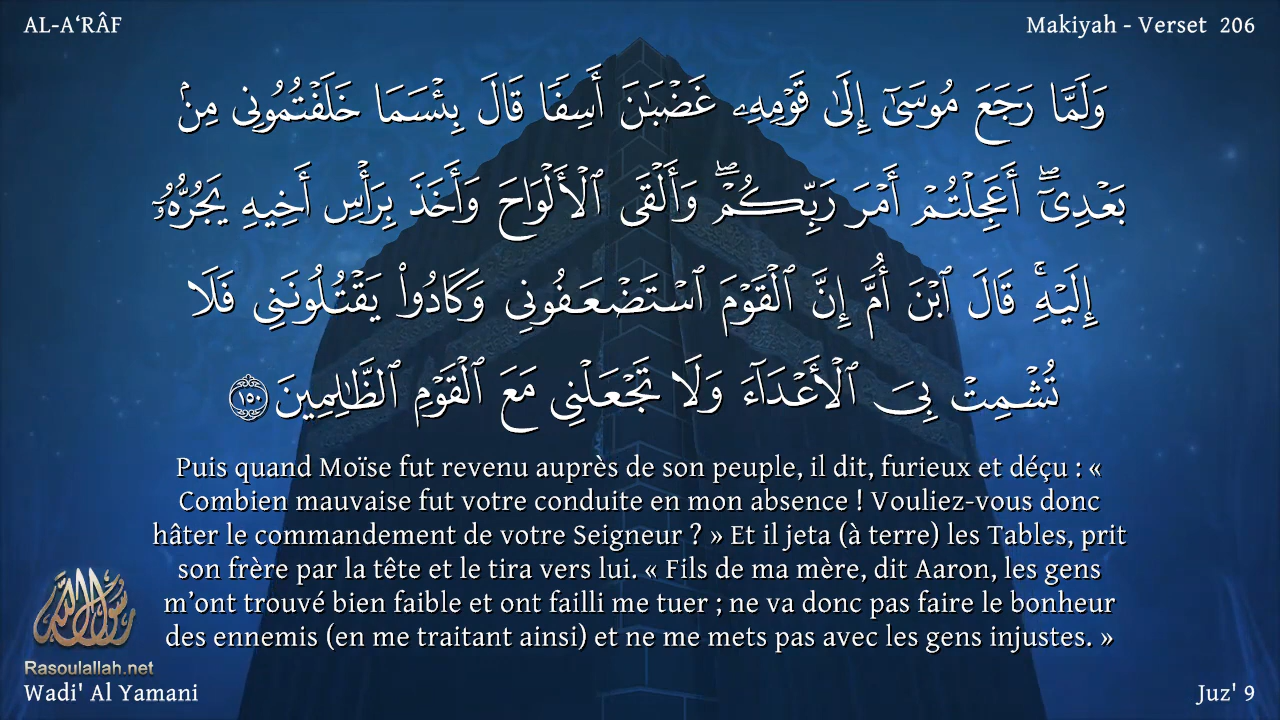 AL-A‘RÂF
Makiyah - Verset 206
وَلَمَّا رَجَعَ مُوسَىٰٓ إِلَىٰ قَوْمِهِۦ غَضْبَٰنَ أَسِفًا قَالَ بِئْسَمَا خَلَفْتُمُونِى مِنۢ
بَعْدِىٓ ۖ أَعَجِلْتُمْ أَمْرَ رَبِّكُمْ ۖ وَأَلْقَى ٱلْأَلْوَاحَ وَأَخَذَ بِرَأْسِ أَخِيهِ يَجُرُّهُۥٓ
إِلَيْهِ ۚ قَالَ ٱبْنَ أُمَّ إِنَّ ٱلْقَوْمَ ٱسْتَضْعَفُونِى وَكَادُوا۟ يَقْتُلُونَنِى فَلَا
تُشْمِتْ بِىَ ٱلْأَعْدَآءَ وَلَا تَجْعَلْنِى مَعَ ٱلْقَوْمِ ٱلظَّٰلِمِينَ ١٥٠
Puis quand Moïse fut revenu auprès de son peuple, il dit, furieux et déçu : «
Combien mauvaise fut votre conduite en mon absence ! Vouliez-vous donc
hâter le commandement de votre Seigneur ? » Et il jeta (à terre) les Tables, prit
son frère par la tête et le tira vers lui. « Fils de ma mère, dit Aaron, les gens
m’ont trouvé bien faible et ont failli me tuer ; ne va donc pas faire le bonheur
des ennemis (en me traitant ainsi) et ne me mets pas avec les gens injustes. »
رسول الله
Rasoulallah.net
Wadi' Al Yamani
Juz' 9